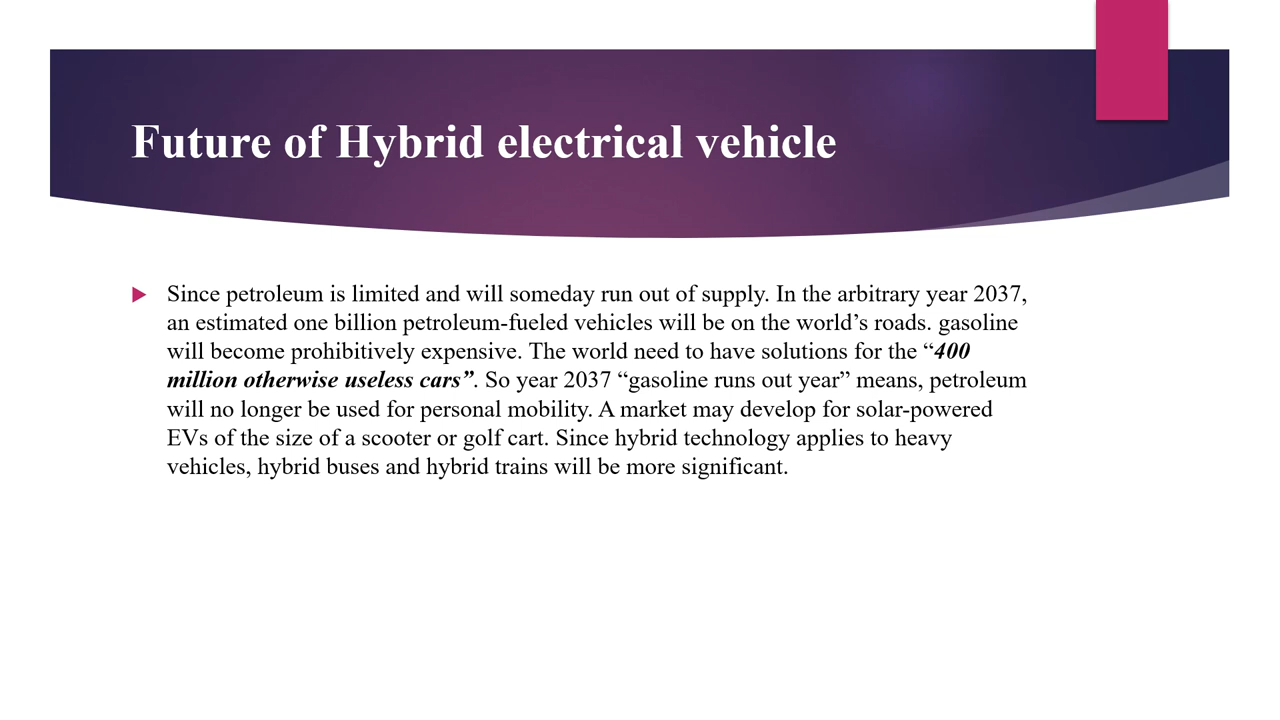 Future of Hybrid electrical vehicle
Since petroleum is limited and will someday run out of supply. In the arbitrary year 2037,
an estimated one billion petroleum-fueled vehicles will be on the world’s roads. gasoline
will become prohibitively expensive. The world need to have solutions for the “400
million otherwise useless cars”. So year 2037 “gasoline runs out year” means, petroleum
will no longer be used for personal mobility. A market may develop for solar-powered
EVs of the size of a scooter or golf cart. Since hybrid technology applies to heavy
vehicles, hybrid buses and hybrid trains will be more significant.